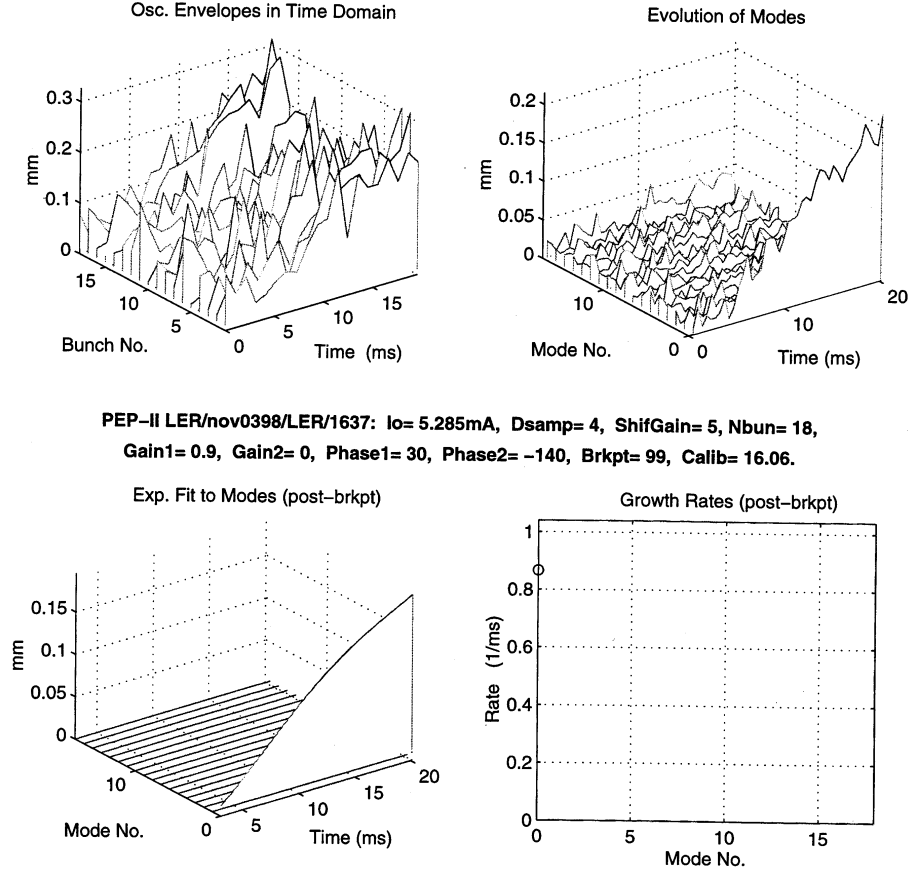 Osc. Envelopes in Time Domain
0.3
0.2
0.1
0
mm
15
10
5
Bunch No.
0
5
10
15
Time (ms)
Evolution of Modes
0.2
0.15
0.1
0.05
0
mm
10
0
Mode No.
0
10
20
Time (ms)
PEP-II LER/nov0398/LER/1637: Io= 5.285mA, Dsamp= 4, ShifGain= 5, Nbun= 18,
Gain1= 0.9, Gain2= 0, Phase1= 30, Phase2= -140, Brkpt= 99, Calib= 16.06.
Exp. Fit to Modes (post-brkpt)
0.15
0.1
0.05
0
mm
10
0
Mode No.
5
10
15
20
Time (ms)
Growth Rates (post-brkpt)
1
0.8
0.6
0.4
0.2
0
Rate (1/ms)
0
5
10
15
Mode No.